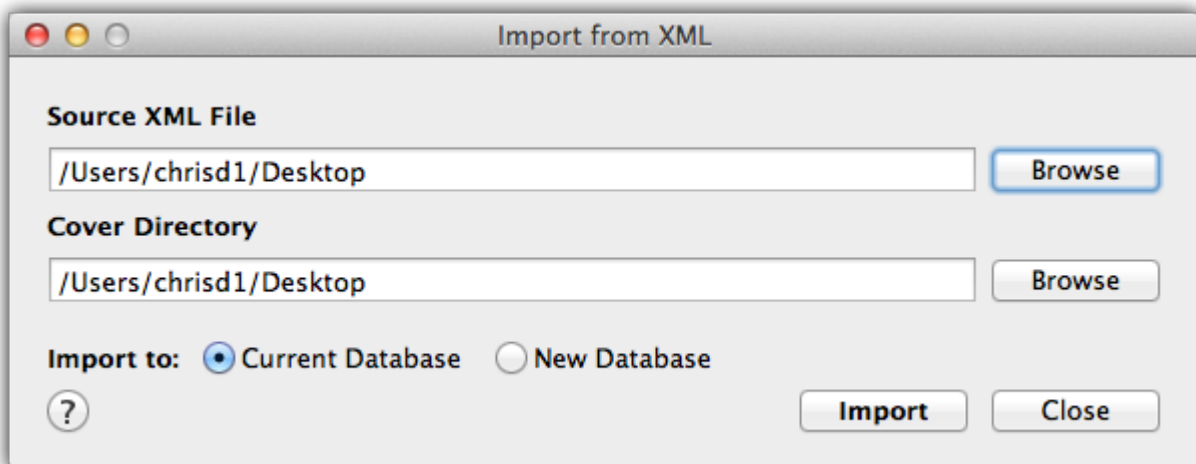 Import from XML
Source XML File
/Users/chrisd1/Desktop Browse
Cover Directory
/Users/chrisd1/Desktop Browse
Import to: Current Database New Database
? Import Close